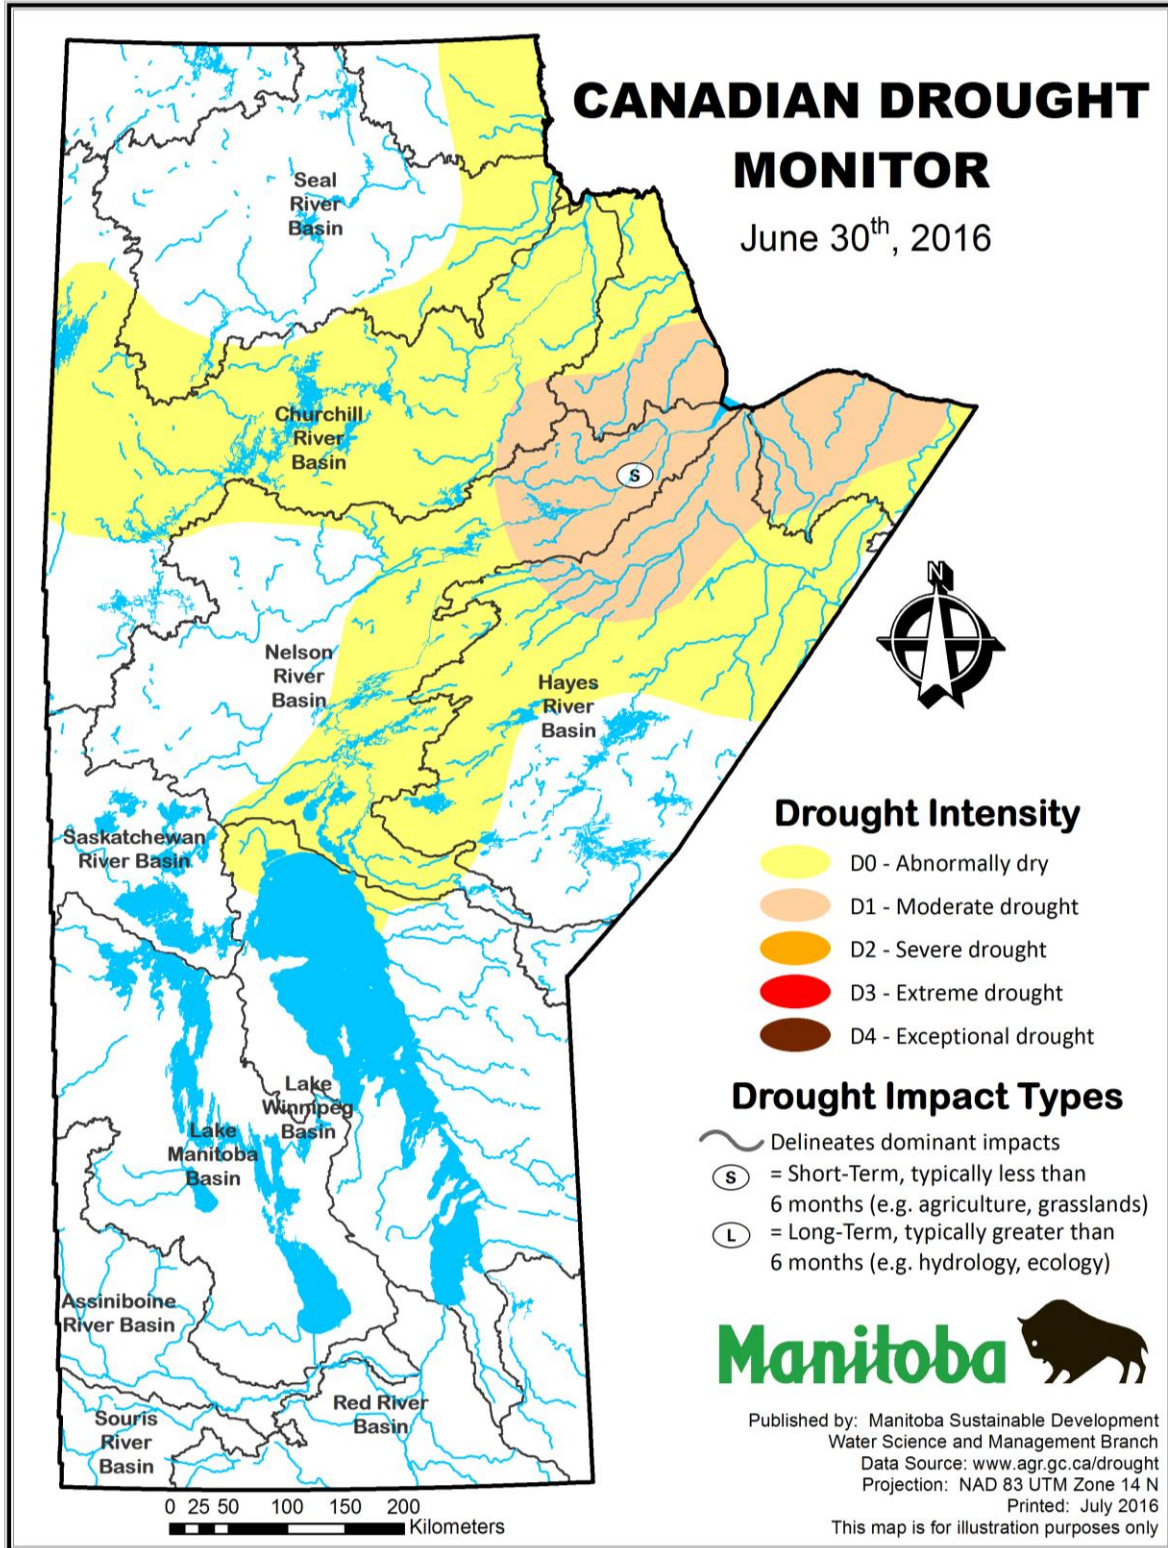 CANADIAN DROUGHT
MONITOR
June 30th, 2016
Seal
River
Basin
Churchill
River
Basin
S
N
Nelson
River
Basin
Hayes
River
Basin
Saskatchewan
River Basin
Lake
Winnipeg
Basin
Lake
Manitoba
Basin
Assiniboine
River Basin
Red River
Basin
Souris
River
Basin
0 25 50 100 150 200
Kilometers
Drought Intensity
D0 - Abnormally dry
D1 - Moderate drought
D2 - Severe drought
D3 - Extreme drought
D4 - Exceptional drought
Drought Impact Types
Delineates dominant impacts
S = Short-Term, typically less than
6 months (e.g. agriculture, grasslands)
L = Long-Term, typically greater than
6 months (e.g. hydrology, ecology)
Manitoba
Published by: Manitoba Sustainable Development
Water Science and Management Branch
Data Source: www.agr.gc.ca/drought
Projection: NAD 83 UTM Zone 14 N
Printed: July 2016
This map is for illustration purposes only